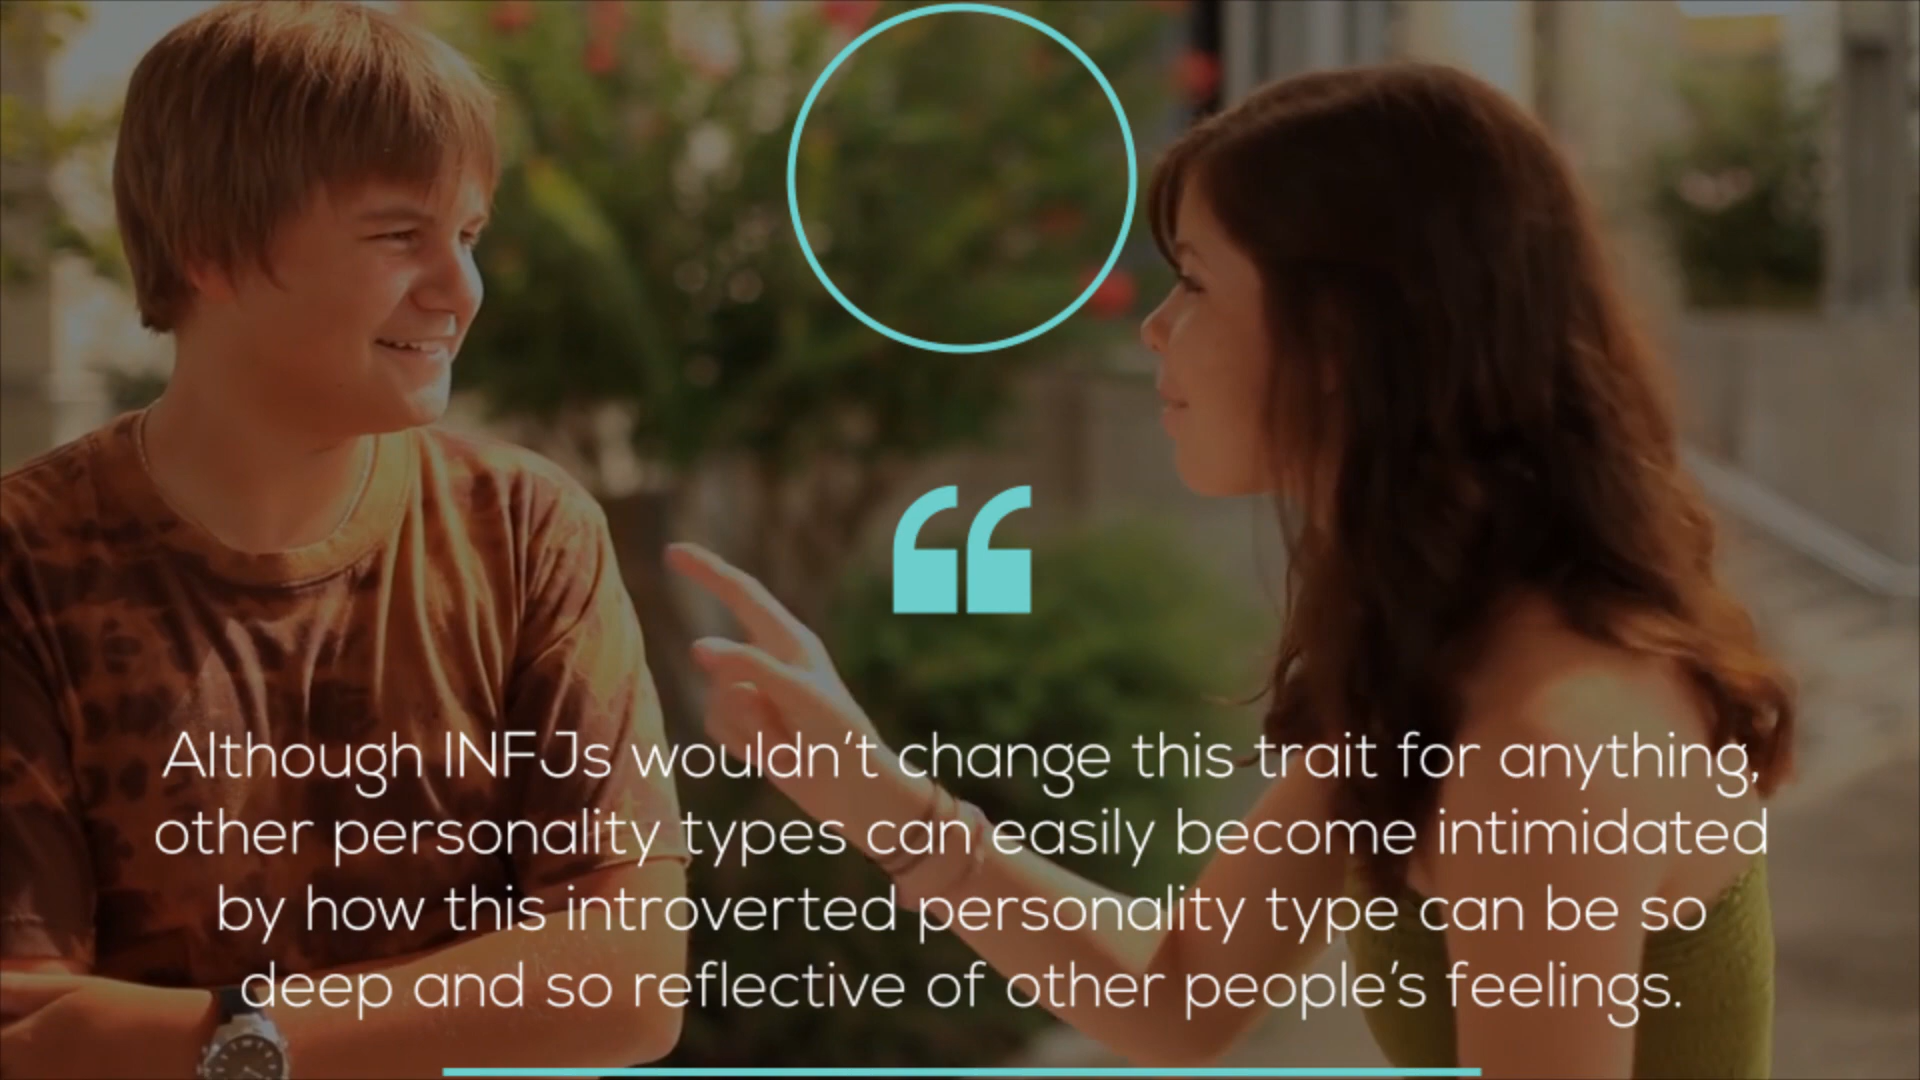 Although INFJs wouldn't change this trait for anything,
other personality types can easily become intimidated
by how this introverted personality type can be so
deep and so reflective of other people's feelings.